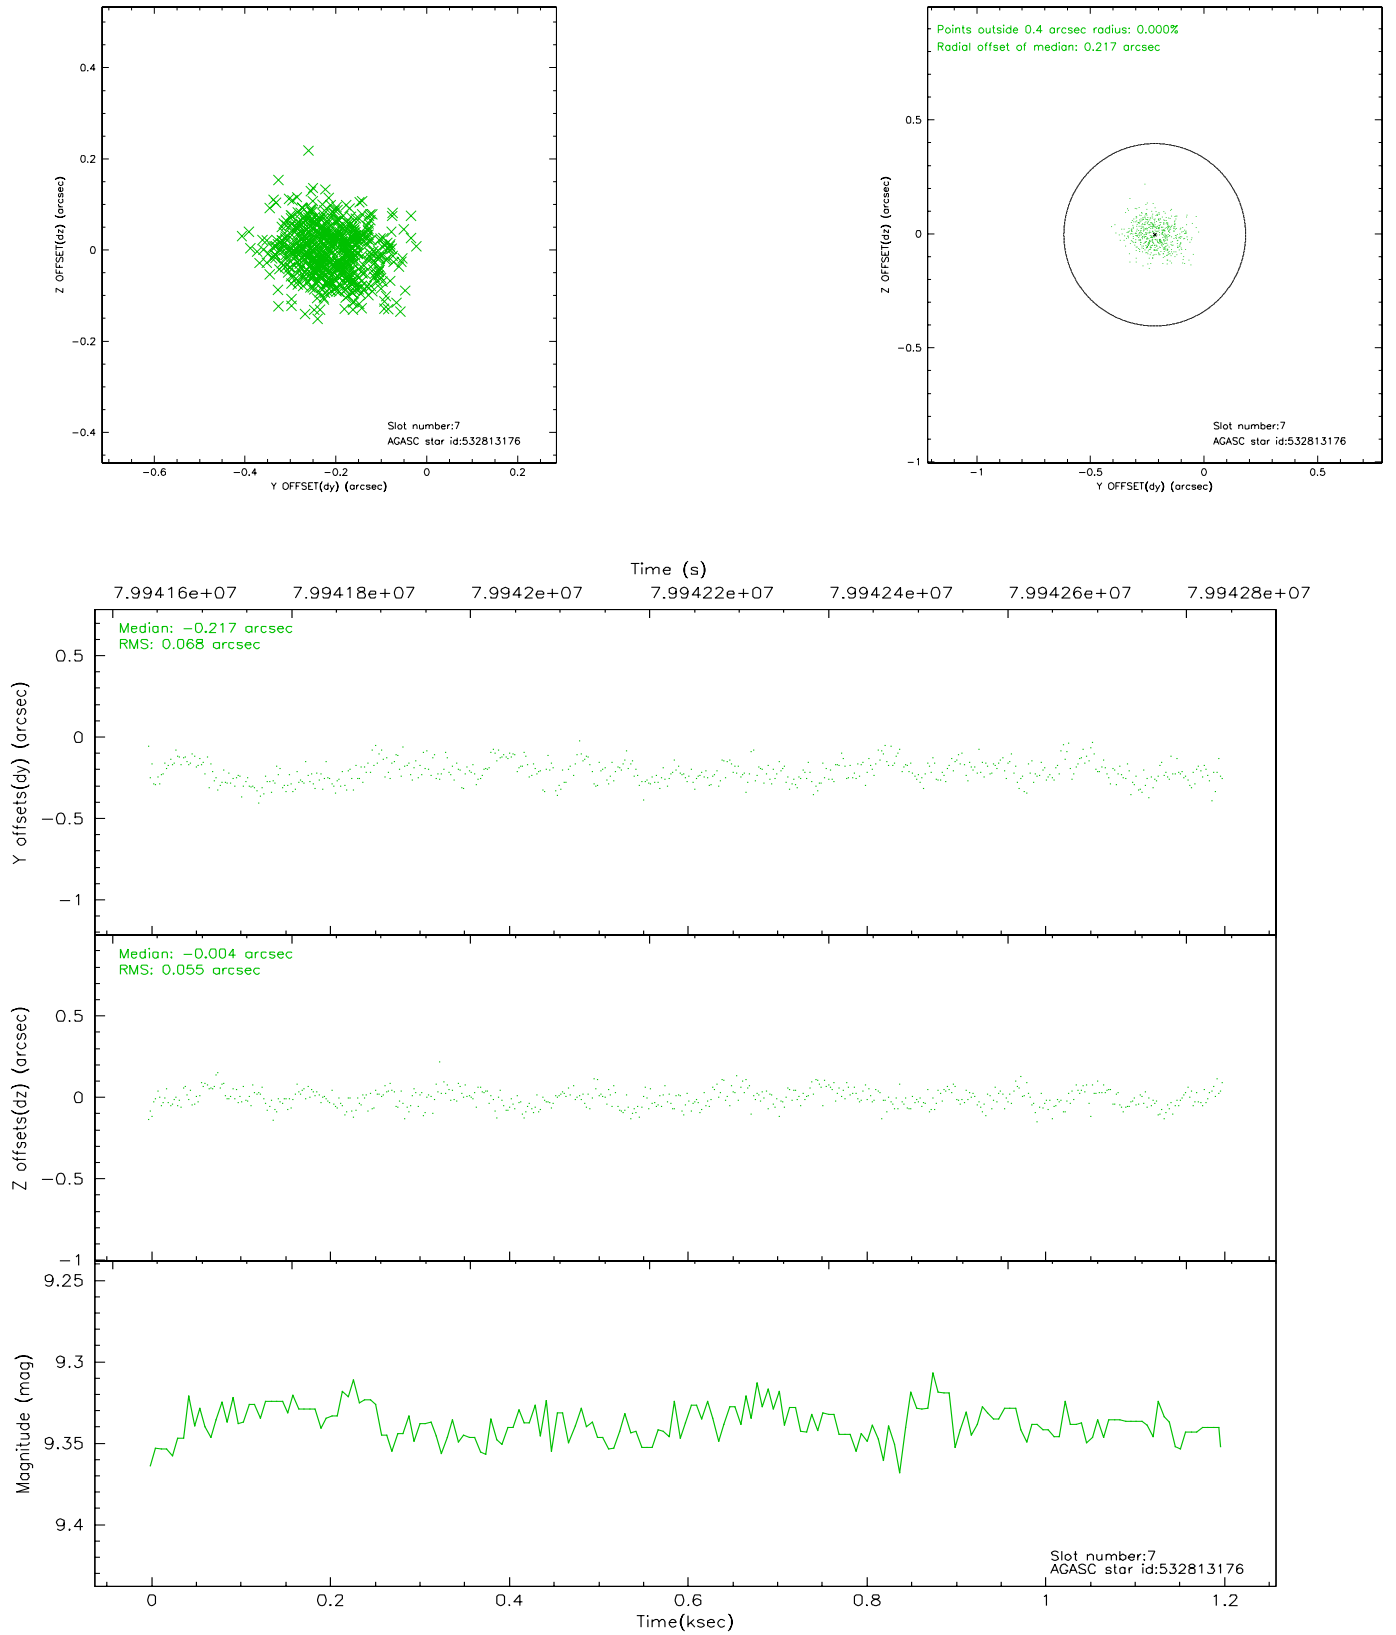 0.4
0.2
0
−0.2
−0.4
Z OFFSET(dz) (arcsec)
Slot number:7
AGASC star id:532813176
−0.6 −0.4 −0.2 0 0.2
Y OFFSET(dy) (arcsec)
Points outside 0.4 arcsec radius: 0.000%
Radial offset of median: 0.217 arcsec
0.5
0
−0.5
−1
Z OFFSET(dz) (arcsec)
Slot number:7
AGASC star id:532813176
−1 −0.5 0 0.5
Y OFFSET(dy) (arcsec)
Time (s)
7.99416e+07 7.99418e+07 7.9942e+07 7.99422e+07 7.99424e+07 7.99426e+07 7.99428e+07
Median: −0.217 arcsec
RMS: 0.068 arcsec
0.5
0
−0.5
−1
Y offsets(dy) (arcsec)
Median: −0.004 arcsec
RMS: 0.055 arcsec
0.5
0
−0.5
−1
Z offsets(dz) (arcsec)
9.25
9.3
9.35
9.4
Magnitude (mag)
Slot number:7
AGASC star id:532813176
0 0.2 0.4 0.6 0.8 1 1.2
Time(ksec)